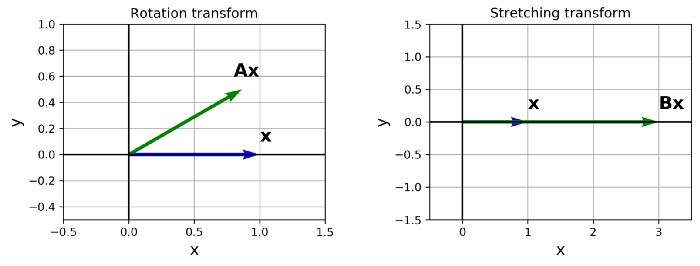 Rotation transform
1.0
0.8
0.6
0.4
0.2
0.0
−0.2
−0.4
y
Ax
x
−0.5 0.0 0.5 1.0 1.5
x
Stretching transform
1.5
1.0
0.5
0.0
−0.5
−1.0
−1.5
y
x Bx
0 1 2 3
x